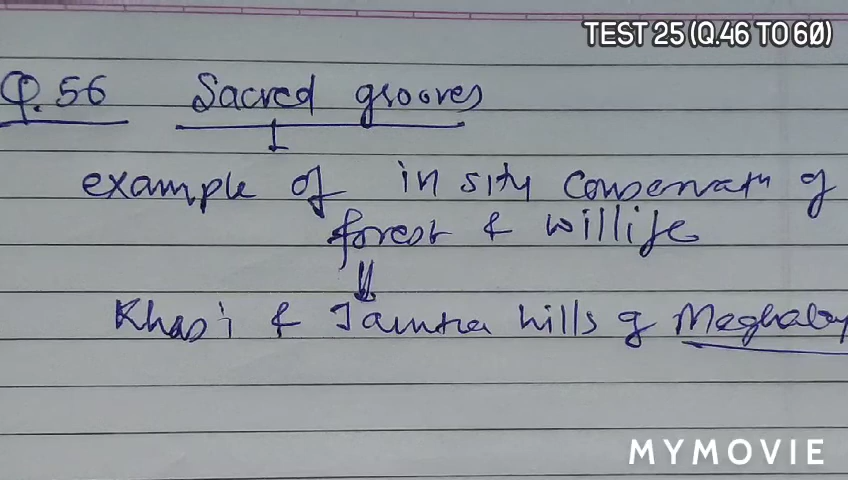 TEST 25 (Q.46 TO 60)
Q.56 Sacred grooves
example of in situ conservatn of
forest & willife
Khasi & Jaintia hills of Meghalay
MYMOVIE